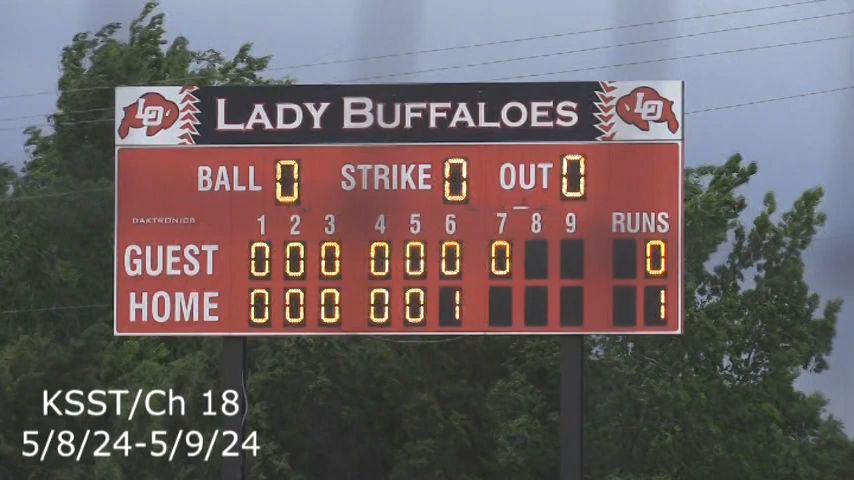 LO LADY BUFFALOES LO
BALL 0 STRIKE 0 OUT 0
DAKTRONICS 1 2 3 4 5 6 7 8 9 RUNS
GUEST 0 0 0 0 0 0 0 0
HOME 0 0 0 0 0 1 1
KSST/Ch 18
5/8/24-5/9/24